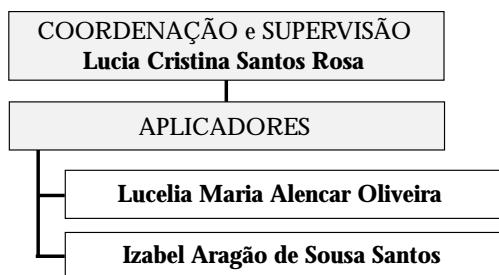 COORDENAÇÃO e SUPERVISÃO
Lucia Cristina Santos Rosa
APLICADORES
Lucelia Maria Alencar Oliveira
Izabel Aragão de Sousa Santos